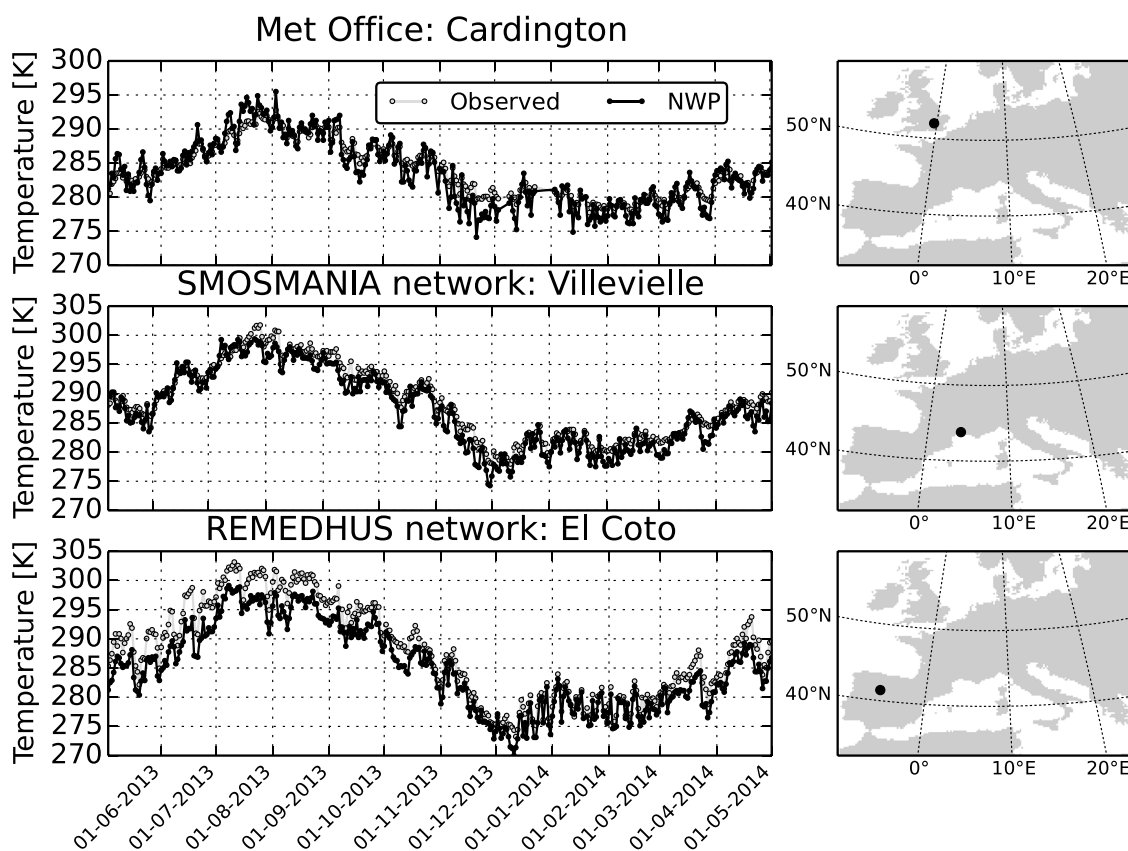 Met Office: Cardington
Temperature [K]
300
295
290
285
280
275
270
Observed NWP
50°N
40°N
0° 10°E 20°E
SMOSMANIA network: Villevielle
Temperature [K]
305
300
295
290
285
280
275
270
50°N
40°N
0° 10°E 20°E
REMEDHUS network: El Coto
Temperature [K]
305
300
295
290
285
280
275
270
50°N
40°N
0° 10°E 20°E
01-06-2013 01-07-2013 01-08-2013 01-09-2013 01-10-2013 01-11-2013 01-12-2013 01-01-2014 01-02-2014 01-03-2014 01-04-2014 01-05-2014